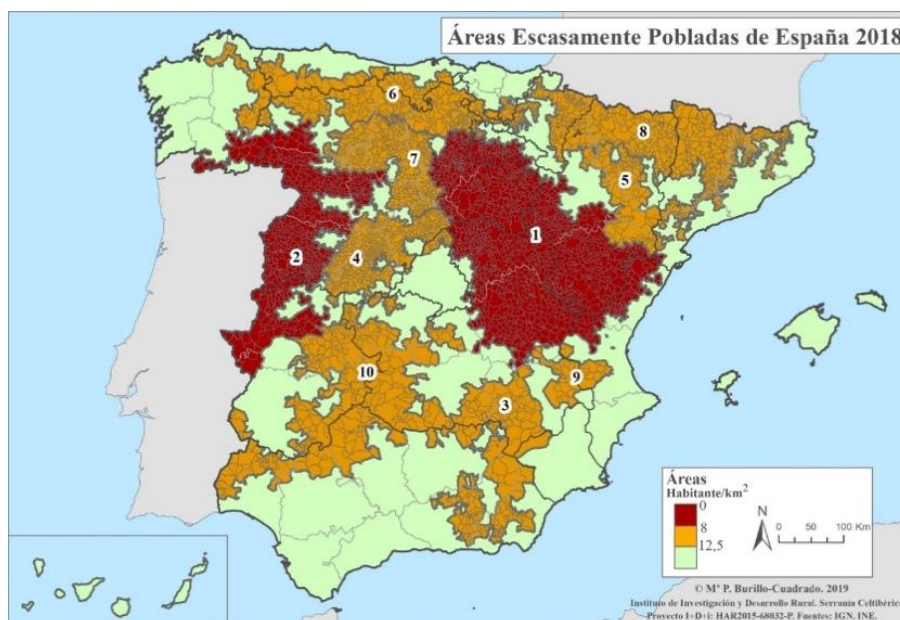 Áreas Escasamente Pobladas de España 2018
6
8
7
5
1
2
4
10
9
3
Áreas
Habitante/km2
0
8
12,5
N
0 50 100 Km
© Mª P. Burillo-Cuadrado. 2019
Instituto de Investigación y Desarrollo Rural. Serranía Celtibérica
Proyecto I+D+i: HAR2015-68032-P. Fuentes: IGN. INE.